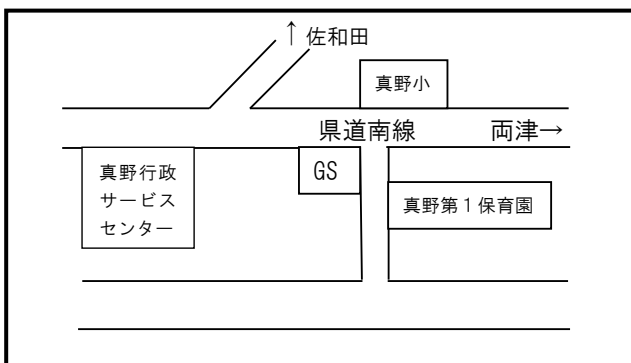 ↑佐和田
真野小
県道南線
両津→
真野行政
サービス
センター
GS
真野第1保育園